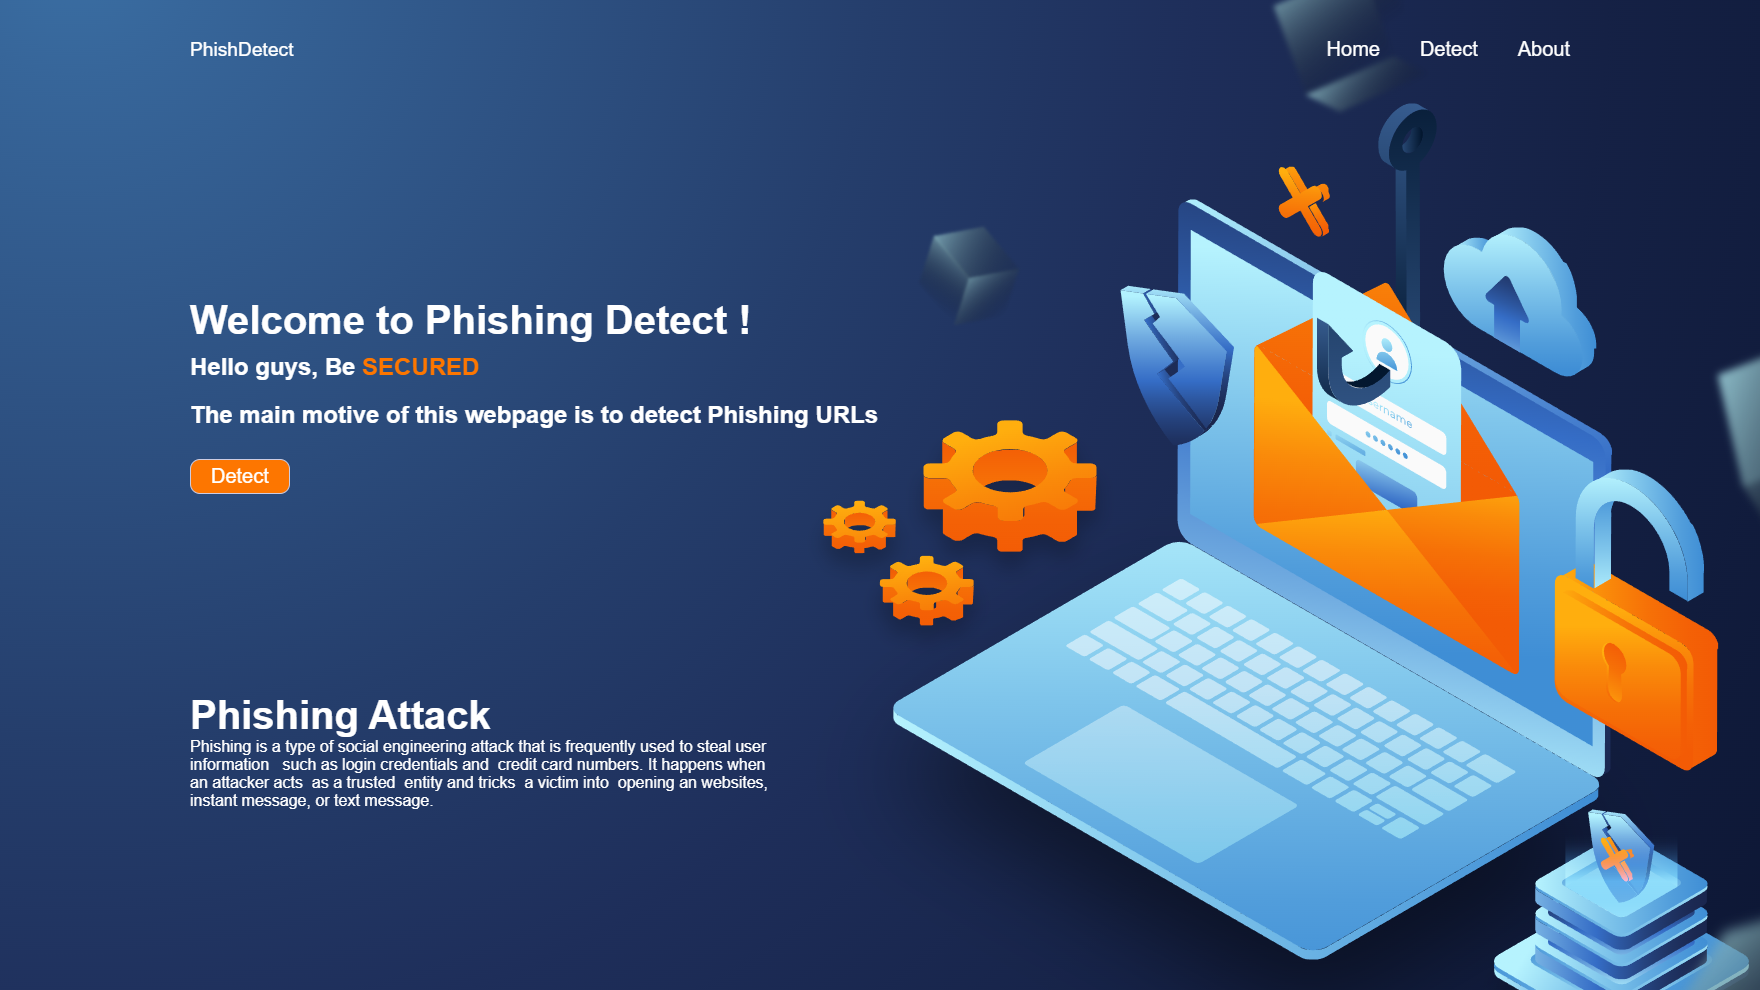 PhishDetect
Home Detect About
Welcome to Phishing Detect !
Hello guys, Be SECURED
The main motive of this webpage is to detect Phishing URLs
Detect
Phishing Attack
Phishing is a type of social engineering attack that is frequently used to steal user
information such as login credentials and credit card numbers. It happens when
an attacker acts as a trusted entity and tricks a victim into opening an websites,
instant message, or text message.